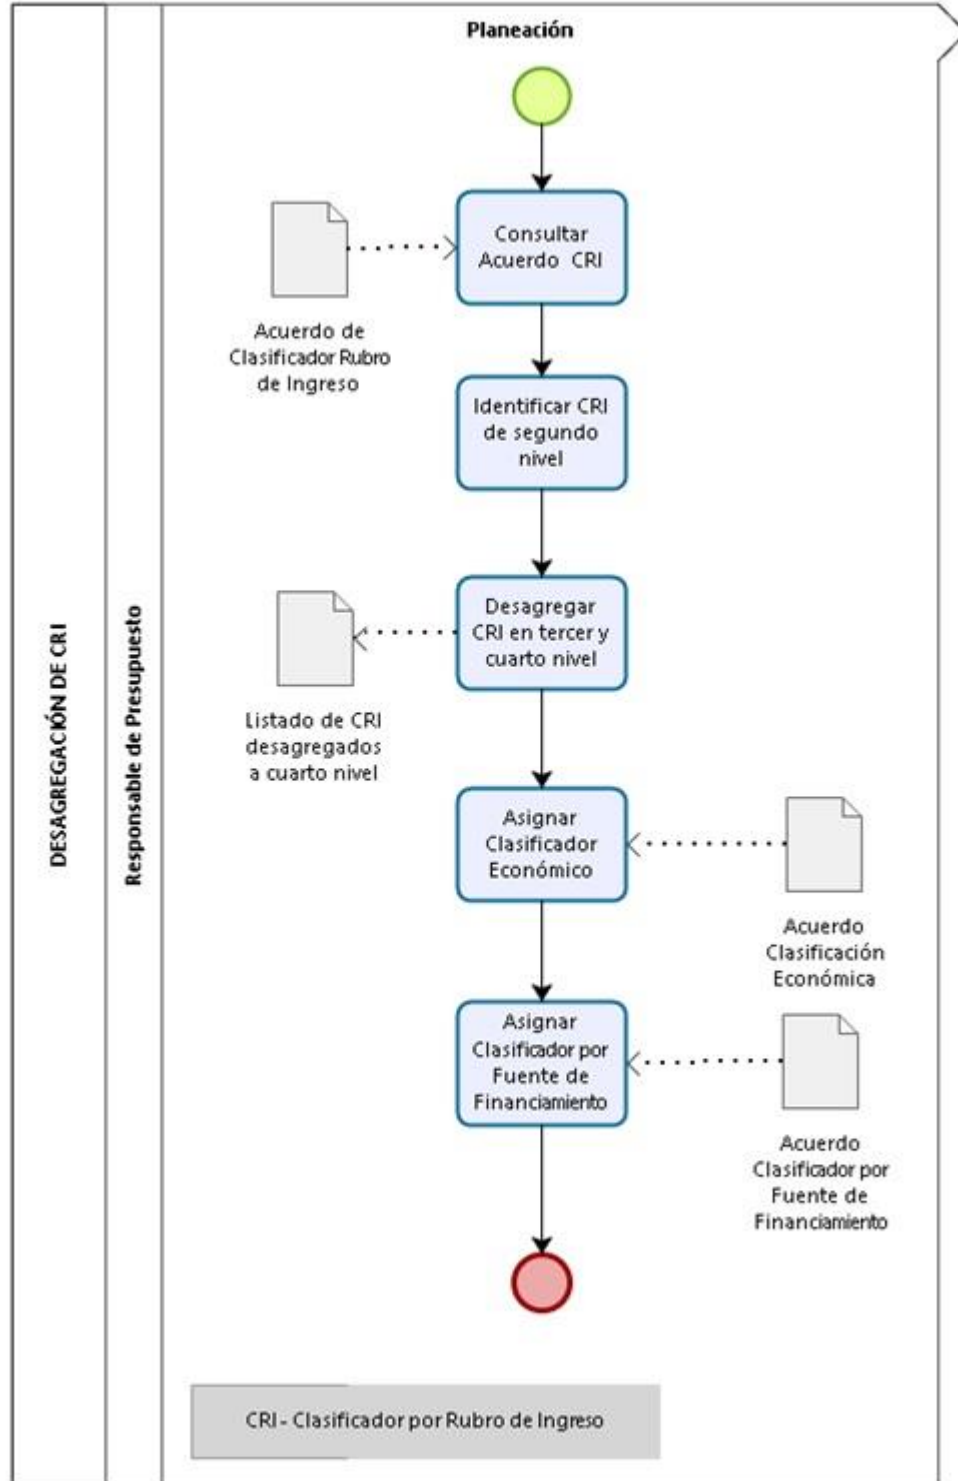 Planeación
DESAGREGACIÓN DE CRI
Responsable de Presupuesto
Consultar
Acuerdo CRI
Acuerdo de
Clasificador Rubro
de Ingreso
Identificar CRI
de segundo
nivel
Desagregar
CRI en tercer y
cuarto nivel
Listado de CRI
desagregados
a cuarto nivel
Asignar
Clasificador
Económico
Acuerdo
Clasificación
Económica
Asignar
Clasificador por
Fuente de
Financiamiento
Acuerdo
Clasificador por
Fuente de
Financiamiento
CRI - Clasificador por Rubro de Ingreso